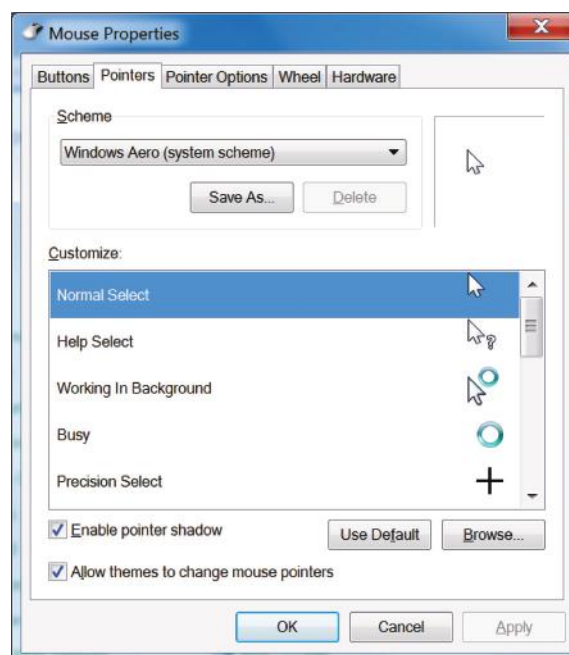 Mouse Properties
Buttons Pointers Pointer Options Wheel Hardware
Scheme
Windows Aero (system scheme)
Save As... Delete
Customize:
Normal Select
Help Select
Working In Background
Busy
Precision Select
Enable pointer shadow
Use Default Browse...
Allow themes to change mouse pointers
OK Cancel Apply